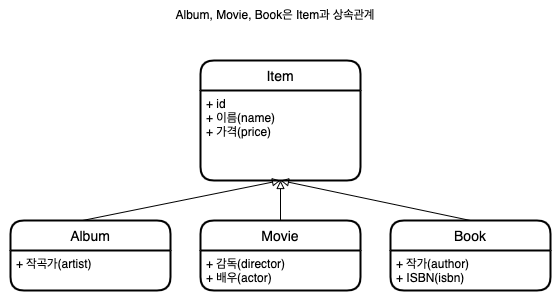 Album, Movie, Book은 Item과 상속관계
Item
+ id
+ 이름(name)
+ 가격(price)
Album
+ 작곡가(artist)
Movie
+ 감독(director)
+ 배우(actor)
Book
+ 작가(author)
+ ISBN(isbn)